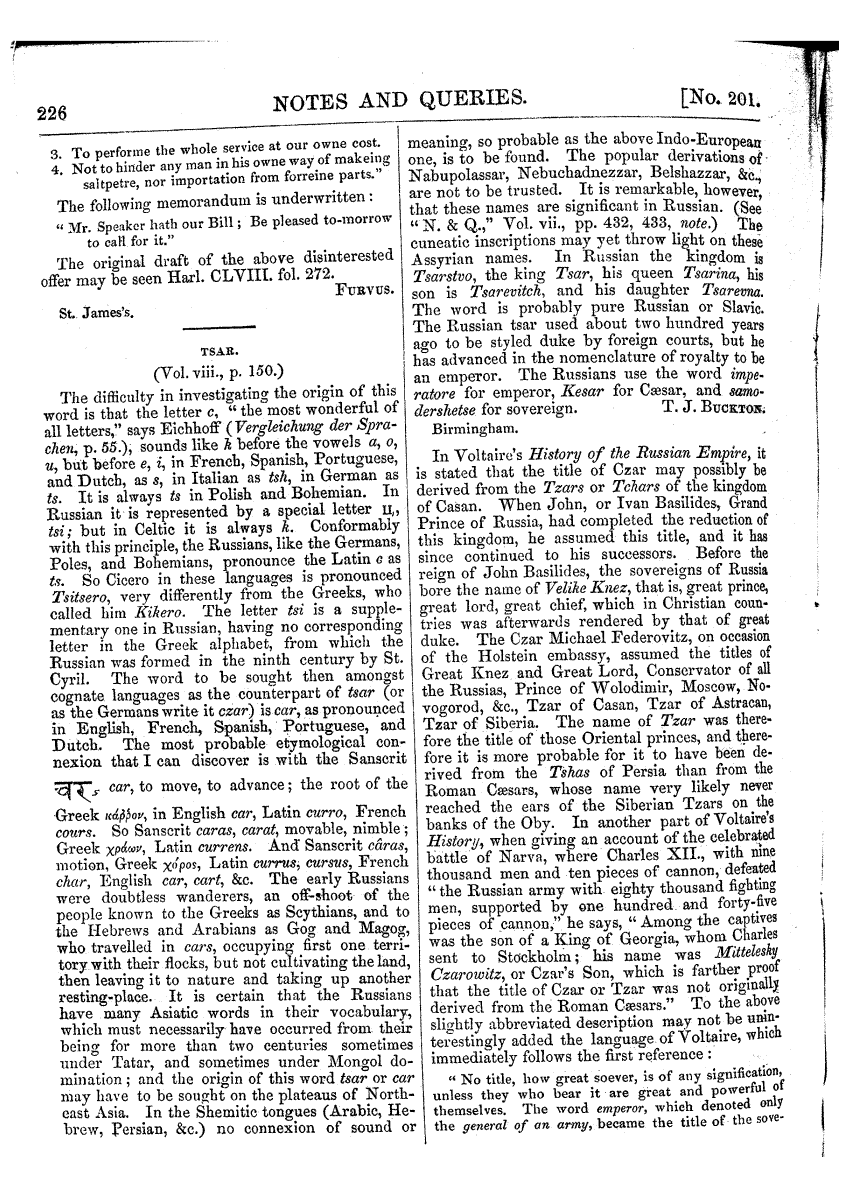 226
NOTES AND QUERIES.
[No. 201.
3. To performe the whole service at our owne cost.
4. Not to hinder any man in his owne way of makeing
saltpetre, nor importation from forreine parts."
The following memorandum is underwritten:
"Mr. Speaker hath our Bill; Be pleased to-morrow
to call for it."
The original draft of the above disinterested
offer may be seen Harl. CLVIII. fol. 272.
FURVUS.
St. James's.
TSAR.
(Vol. viii., p. 150.)
The difficulty in investigating the origin of this
word is that the letter c, "the most wonderful of
all letters," says Eichhoff (Vergleichung der Spra-
chen, p. 55.), sounds like k before the vowels a, o,
u, but before e, i, in French, Spanish, Portuguese,
and Dutch, as s, in Italian as tsh, in German as
ts. It is always ts in Polish and Bohemian. In
Russian it is represented by a special letter ц,
tsi; but in Celtic it is always k. Conformably
with this principle, the Russians, like the Germans,
Poles, and Bohemians, pronounce the Latin c as
ts. So Cicero in these languages is pronounced
Tsitsero, very differently from the Greeks, who
called him Kikero. The letter tsi is a supple-
mentary one in Russian, having no corresponding
letter in the Greek alphabet, from which the
Russian was formed in the ninth century by St.
Cyril. The word to be sought then amongst
cognate languages as the counterpart of tsar (or
as the Germans write it czar) is car, as pronounced
in English, French, Spanish, Portuguese, and
Dutch. The most probable etymological con-
nexion that I can discover is with the Sanscrit
चर्, car, to move, to advance; the root of the
Greek κάῤῥον, in English car, Latin curro, French
cours. So Sanscrit caras, carat, movable, nimble;
Greek χράων, Latin currens. And Sanscrit câras,
motion, Greek χόρος, Latin currus, cursus, French
char, English car, cart, &c. The early Russians
were doubtless wanderers, an off-shoot of the
people known to the Greeks as Scythians, and to
the Hebrews and Arabians as Gog and Magog,
who travelled in cars, occupying first one terri-
tory with their flocks, but not cultivating the land,
then leaving it to nature and taking up another
resting-place. It is certain that the Russians
have many Asiatic words in their vocabulary,
which must necessarily have occurred from their
being for more than two centuries sometimes
under Tatar, and sometimes under Mongol do-
mination; and the origin of this word tsar or car
may have to be sought on the plateaus of North-
east Asia. In the Shemitic tongues (Arabic, He-
brew, Persian, &c.) no connexion of sound or
meaning, so probable as the above Indo-European
one, is to be found. The popular derivations of
Nabupolassar, Nebuchadnezzar, Belshazzar, &c.,
are not to be trusted. It is remarkable, however,
that these names are significant in Russian. (See
"N. & Q.," Vol. vii., pp. 432, 433, note.) The
cuneatic inscriptions may yet throw light on these
Assyrian names. In Russian the kingdom is
Tsarstvo, the king Tsar, his queen Tsarina, his
son is Tsarevitch, and his daughter Tsarevna.
The word is probably pure Russian or Slavic.
The Russian tsar used about two hundred years
ago to be styled duke by foreign courts, but he
has advanced in the nomenclature of royalty to be
an emperor. The Russians use the word impe-
ratore for emperor, Kesar for Cæsar, and samo-
dershetse for sovereign. T. J. BUCKTON.
Birmingham.
In Voltaire's History of the Russian Empire, it
is stated that the title of Czar may possibly be
derived from the Tzars or Tchars of the kingdom
of Casan. When John, or Ivan Basilides, Grand
Prince of Russia, had completed the reduction of
this kingdom, he assumed this title, and it has
since continued to his successors. Before the
reign of John Basilides, the sovereigns of Russia
bore the name of Velike Knez, that is, great prince,
great lord, great chief, which in Christian coun-
tries was afterwards rendered by that of great
duke. The Czar Michael Federovitz, on occasion
of the Holstein embassy, assumed the titles of
Great Knez and Great Lord, Conservator of all
the Russias, Prince of Wolodimir, Moscow, No-
vogorod, &c., Tzar of Casan, Tzar of Astracan,
Tzar of Siberia. The name of Tzar was there-
fore the title of those Oriental princes, and there-
fore it is more probable for it to have been de-
rived from the Tshas of Persia than from the
Roman Cæsars, whose name very likely never
reached the ears of the Siberian Tzars on the
banks of the Oby. In another part of Voltaire's
History, when giving an account of the celebrated
battle of Narva, where Charles XII., with nine
thousand men and ten pieces of cannon, defeated
"the Russian army with eighty thousand fighting
men, supported by one hundred and forty-five
pieces of cannon," he says, "Among the captives
was the son of a King of Georgia, whom Charles
sent to Stockholm; his name was Mittelesky
Czarowitz, or Czar's Son, which is farther proof
that the title of Czar or Tzar was not originally
derived from the Roman Cæsars." To the above
slightly abbreviated description may not be unin-
terestingly added the language of Voltaire, which
immediately follows the first reference:
"No title, how great soever, is of any signification,
unless they who bear it are great and powerful of
themselves. The word emperor, which denoted only
the general of an army, became the title of the sove-